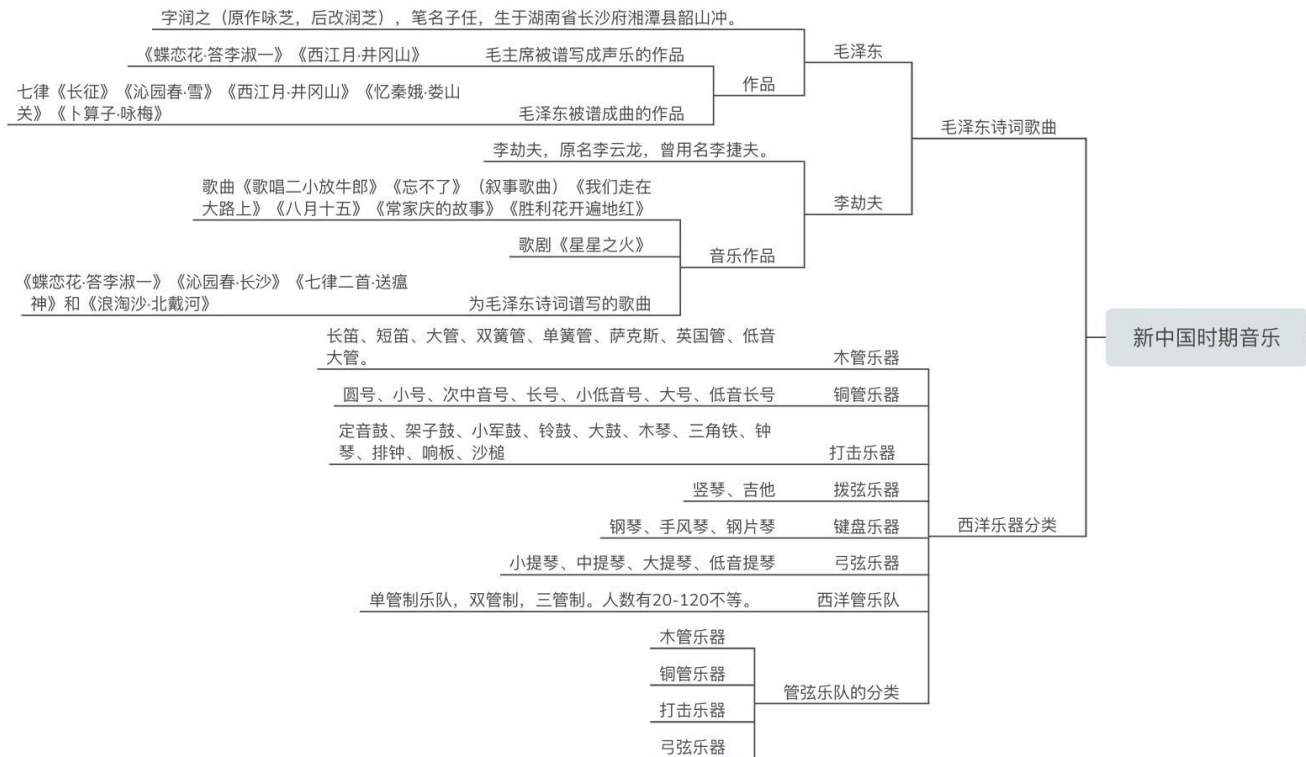 新中国时期音乐
毛泽东诗词歌曲
毛泽东
字润之（原作咏芝，后改润芝），笔名子任，生于湖南省长沙府湘潭县韶山冲。
作品
毛主席被谱写成声乐的作品
《蝶恋花·答李淑一》《西江月·井冈山》
毛泽东被谱成曲的作品
七律《长征》《沁园春·雪》《西江月·井冈山》《忆秦娥·娄山
关》《卜算子·咏梅》
李劫夫
李劫夫，原名李云龙，曾用名李捷夫。
音乐作品
歌曲《歌唱二小放牛郎》《忘不了》（叙事歌曲）《我们走在
大路上》《八月十五》《常家庆的故事》《胜利花开遍地红》
歌剧《星星之火》
为毛泽东诗词谱写的歌曲
《蝶恋花·答李淑一》《沁园春·长沙》《七律二首·送瘟
神》和《浪淘沙·北戴河》
西洋乐器分类
木管乐器
长笛、短笛、大管、双簧管、单簧管、萨克斯、英国管、低音
大管。
铜管乐器
圆号、小号、次中音号、长号、小低音号、大号、低音长号
打击乐器
定音鼓、架子鼓、小军鼓、铃鼓、大鼓、木琴、三角铁、钟
琴、排钟、响板、沙槌
拨弦乐器
竖琴、吉他
键盘乐器
钢琴、手风琴、钢片琴
弓弦乐器
小提琴、中提琴、大提琴、低音提琴
西洋管乐队
单管制乐队，双管制，三管制。人数有20-120不等。
管弦乐队的分类
木管乐器
铜管乐器
打击乐器
弓弦乐器